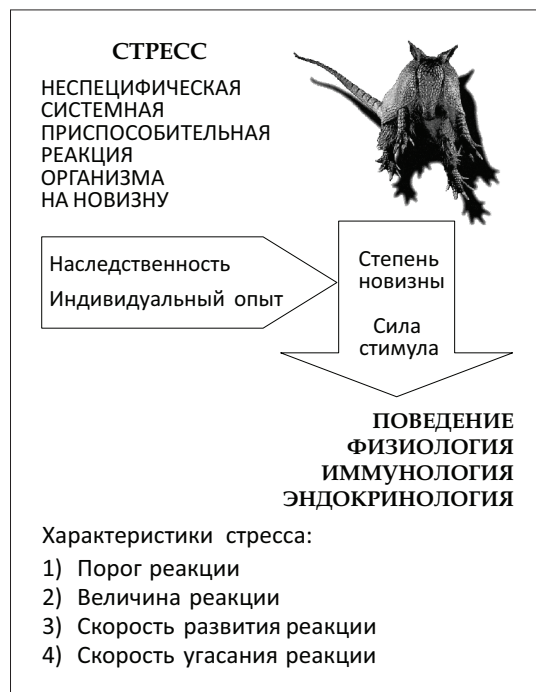 СТРЕСС
НЕСПЕЦИФИЧЕСКАЯ
СИСТЕМНАЯ
ПРИСПОСОБИТЕЛЬНАЯ
РЕАКЦИЯ
ОРГАНИЗМА
НА НОВИЗНУ
Наследственность
Индивидуальный опыт
Степень
новизны
Сила
стимула
ПОВЕДЕНИЕ
ФИЗИОЛОГИЯ
ИММУНОЛОГИЯ
ЭНДОКРИНОЛОГИЯ
Характеристики стресса:
1) Порог реакции
2) Величина реакции
3) Скорость развития реакции
4) Скорость угасания реакции